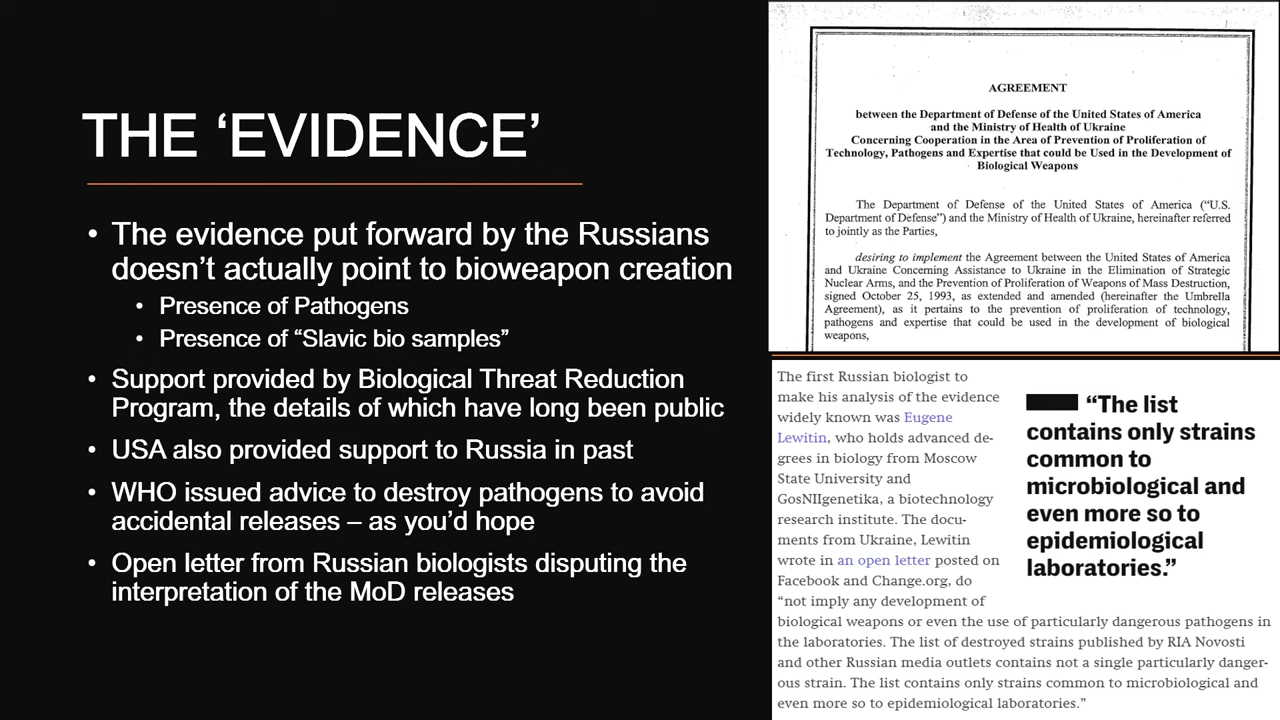 THE ‘EVIDENCE’
• The evidence put forward by the Russians
doesn’t actually point to bioweapon creation
• Presence of Pathogens
• Presence of “Slavic bio samples”
• Support provided by Biological Threat Reduction
Program, the details of which have long been public
• USA also provided support to Russia in past
• WHO issued advice to destroy pathogens to avoid
accidental releases – as you’d hope
• Open letter from Russian biologists disputing the
interpretation of the MoD releases
AGREEMENT
between the Department of Defense of the United States of America
and the Ministry of Health of Ukraine
Concerning Cooperation in the Area of Prevention of Proliferation of
Technology, Pathogens and Expertise that could be Used in the Development of
Biological Weapons
The Department of Defense of the United States of America (“U.S.
Department of Defense”) and the Ministry of Health of Ukraine, hereinafter referred
to jointly as the Parties,
desiring to implement the Agreement between the United States of America
and Ukraine Concerning Assistance to Ukraine in the Elimination of Strategic
Nuclear Arms, and the Prevention of Proliferation of Weapons of Mass Destruction,
signed October 25, 1993, as extended and amended (hereinafter the Umbrella
Agreement), as it pertains to the prevention of proliferation of technology,
pathogens and expertise that could be used in the development of biological
weapons,
The first Russian biologist to
make his analysis of the evidence
widely known was Eugene
Lewitin, who holds advanced de-
grees in biology from Moscow
State University and
GosNIIgenetika, a biotechnology
research institute. The docu-
ments from Ukraine, Lewitin
wrote in an open letter posted on
Facebook and Change.org, do
“not imply any development of
biological weapons or even the use of particularly dangerous pathogens in
the laboratories. The list of destroyed strains published by RIA Novosti
and other Russian media outlets contains not a single particularly danger-
ous strain. The list contains only strains common to microbiological and
even more so to epidemiological laboratories.”
“The list
contains only strains
common to
microbiological and
even more so to
epidemiological
laboratories.”